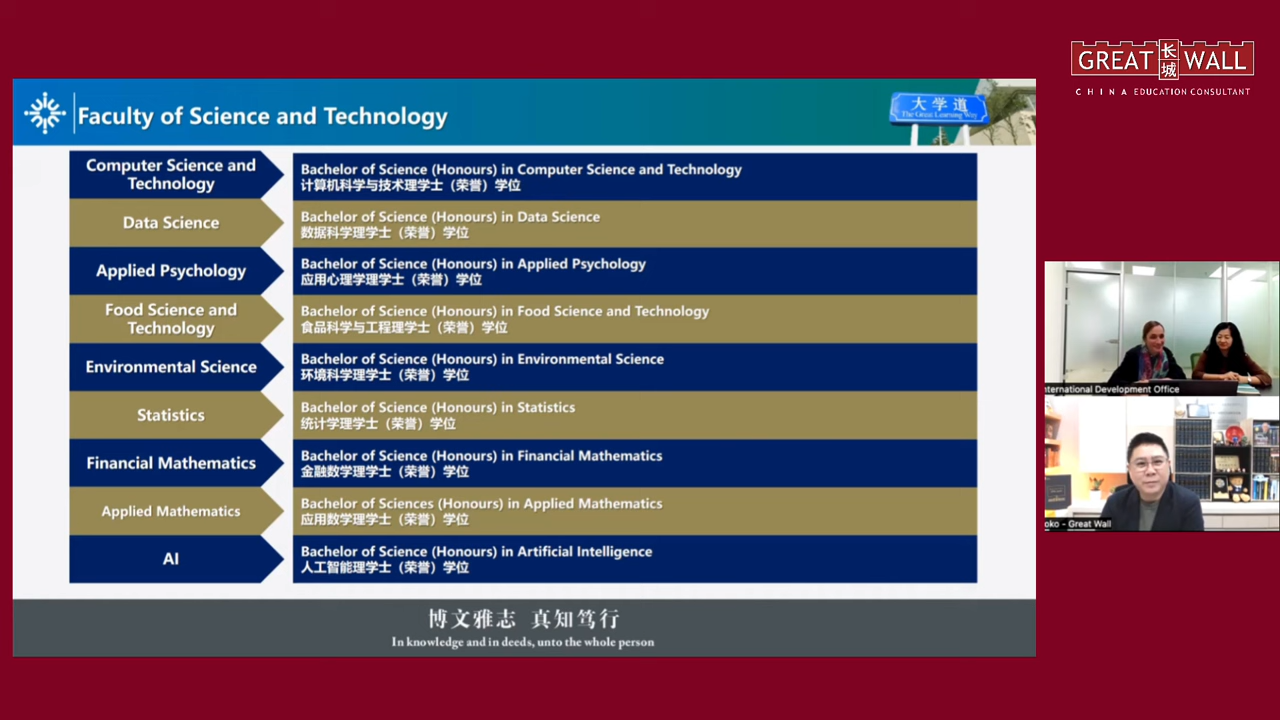 GREAT 长城 WALL
CHINA EDUCATION CONSULTANT
Faculty of Science and Technology
大学道
The Great Learning Way
Computer Science and
Technology
Bachelor of Science (Honours) in Computer Science and Technology
计算机科学与技术理学士（荣誉）学位
Data Science
Bachelor of Science (Honours) in Data Science
数据科学理学士（荣誉）学位
Applied Psychology
Bachelor of Science (Honours) in Applied Psychology
应用心理学理学士（荣誉）学位
Food Science and
Technology
Bachelor of Science (Honours) in Food Science and Technology
食品科学与工程理学士（荣誉）学位
Environmental Science
Bachelor of Science (Honours) in Environmental Science
环境科学理学士（荣誉）学位
Statistics
Bachelor of Science (Honours) in Statistics
统计学理学士（荣誉）学位
Financial Mathematics
Bachelor of Science (Honours) in Financial Mathematics
金融数学理学士（荣誉）学位
Applied Mathematics
Bachelor of Sciences (Honours) in Applied Mathematics
应用数学理学士（荣誉）学位
AI
Bachelor of Science (Honours) in Artificial Intelligence
人工智能理学士（荣誉）学位
博文雅志 真知笃行
In knowledge and in deeds, unto the whole person
nternational Development Office
oko - Great Wall